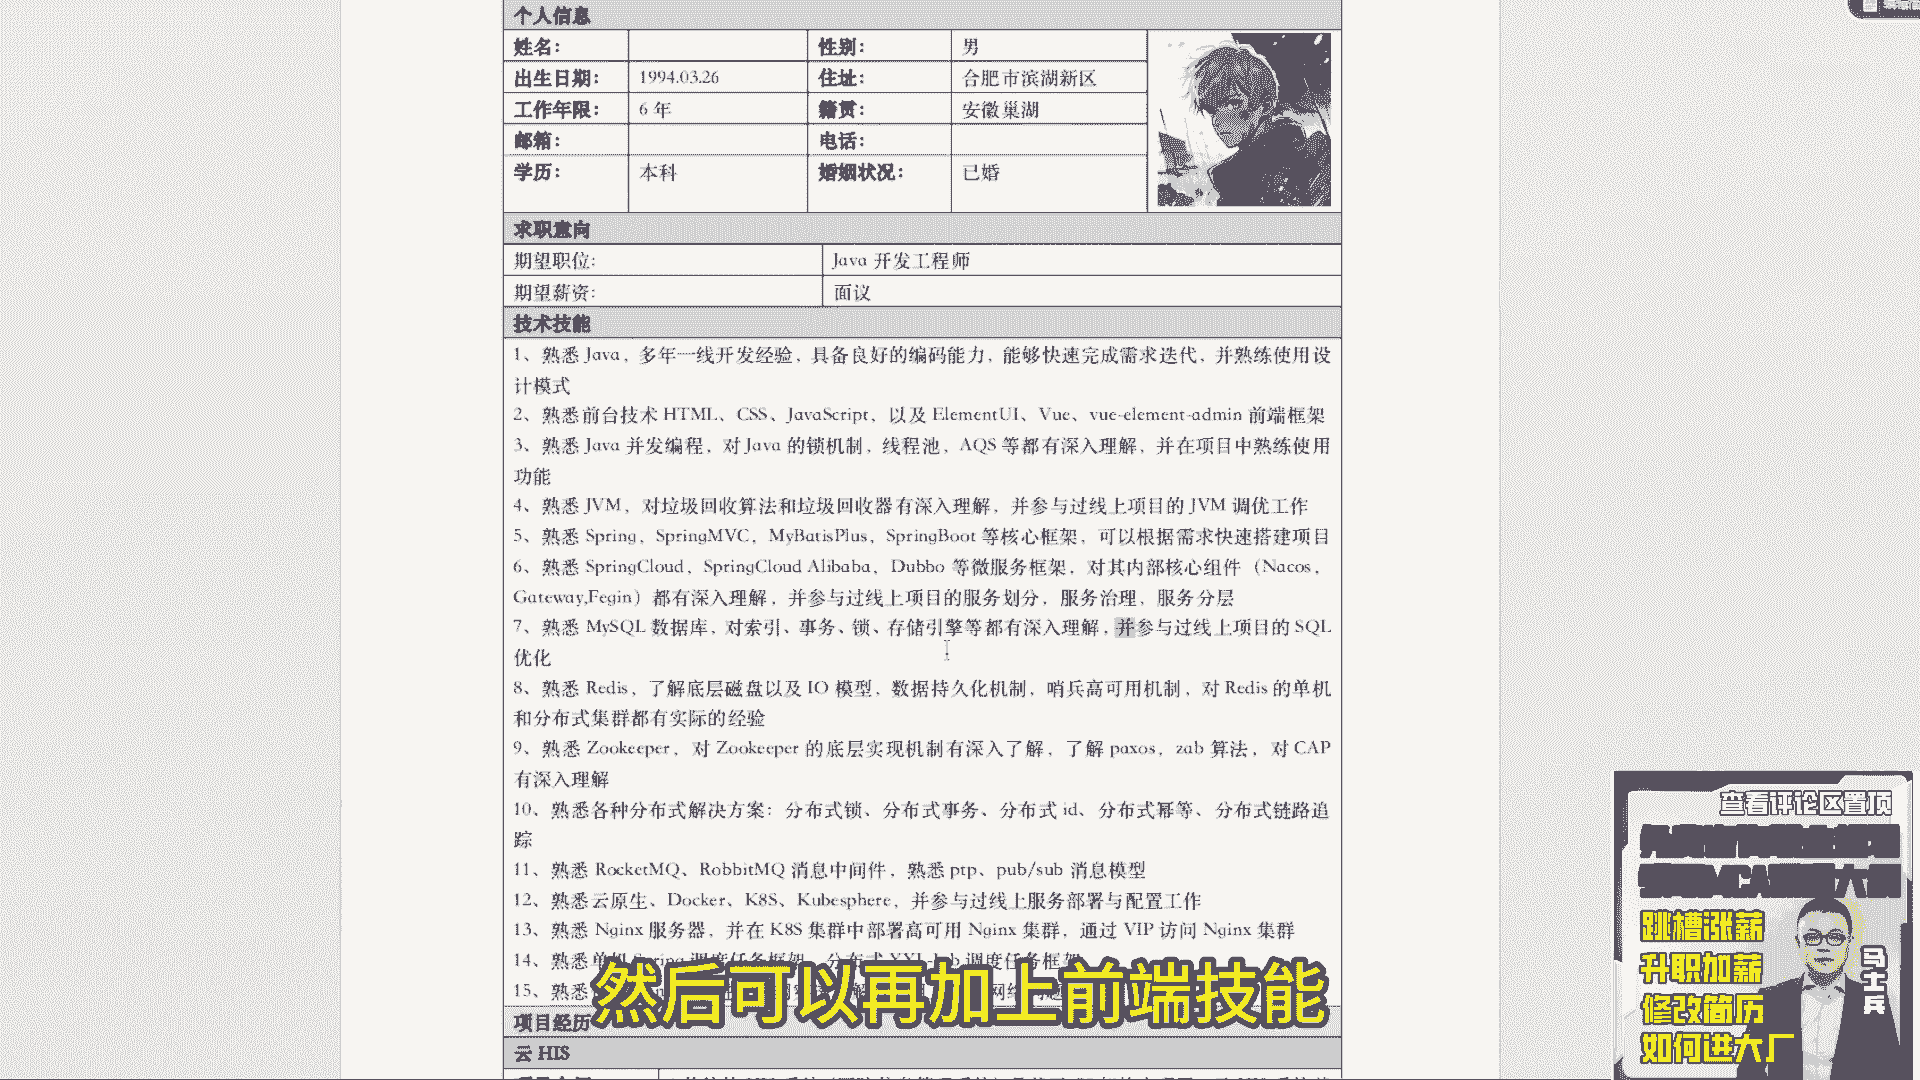 个人信息
姓名： 性别： 男
出生日期： 1994.03.26 住址： 合肥市滨湖新区
工作年限： 6 年 籍贯： 安徽巢湖
邮箱： 电话：
学历： 本科 婚姻状况： 已婚
求职意向
期望职位: Java 开发工程师
期望薪资: 面议
技术技能
1、熟悉 Java，多年一线开发经验，具备良好的编码能力，能够快速完成需求迭代，并熟练使用设
计模式
2、熟悉前台技术 HTML、CSS、JavaScript，以及 ElementUI、Vue、vue-element-admin 前端框架
3、熟悉 Java 并发编程，对 Java 的锁机制，线程池，AQS 等都有深入理解，并在项目中熟练使用
功能
4、熟悉 JVM，对垃圾回收算法和垃圾回收器有深入理解，并参与过线上项目的 JVM 调优工作
5、熟悉 Spring，SpringMVC，MyBatisPlus，SpringBoot 等核心框架，可以根据需求快速搭建项目
6、熟悉 SpringCloud，SpringCloud Alibaba，Dubbo 等微服务框架，对其内部核心组件（Nacos，
Gateway,Fegin）都有深入理解，并参与过线上项目的服务划分，服务治理，服务分层
7、熟悉 MySQL 数据库，对索引、事务、锁、存储引擎等都有深入理解，并参与过线上项目的 SQL
优化
8、熟悉 Redis，了解底层磁盘以及 IO 模型，数据持久化机制，哨兵高可用机制，对 Redis 的单机
和分布式集群都有实际的经验
9、熟悉 Zookeeper，对 Zookeeper 的底层实现机制有深入了解，了解 paxos，zab 算法，对 CAP
有深入理解
10、熟悉各种分布式解决方案：分布式锁、分布式事务、分布式 id、分布式幂等、分布式链路追
踪
11、熟悉 RocketMQ、RobbitMQ 消息中间件，熟悉 ptp、pub/sub 消息模型
12、熟悉云原生、Docker、K8S、Kubesphere，并参与过线上服务部署与配置工作
13、熟悉 Nginx 服务器，并在 K8S 集群中部署高可用 Nginx 集群，通过 VIP 访问 Nginx 集群
14、熟悉单机 Spring 调度任务框架，分布式 XXL-Job 调度任务框架
15、熟悉
然后可以再加上前端技能
项目经历
云 HIS
查看评论区置顶
跳槽涨薪
升职加薪
修改简历
如何进大厂
马士兵